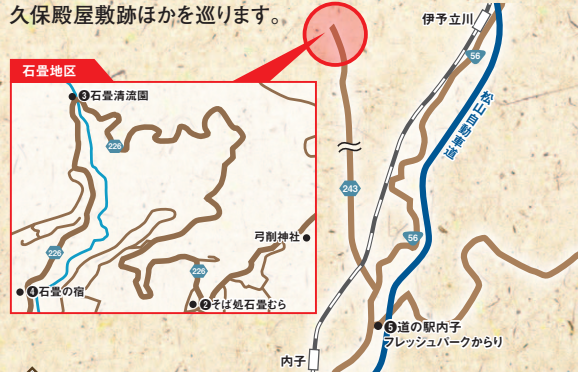 久保殿屋敷跡ほかを巡ります。
伊予立川
56
石畳地区
❸石畳清流園
226
松山自動車道
243
弓削神社
56
226
226
❹石畳の宿
❷そば処石畳むら
❺道の駅内子
フレッシュパークからり
内子